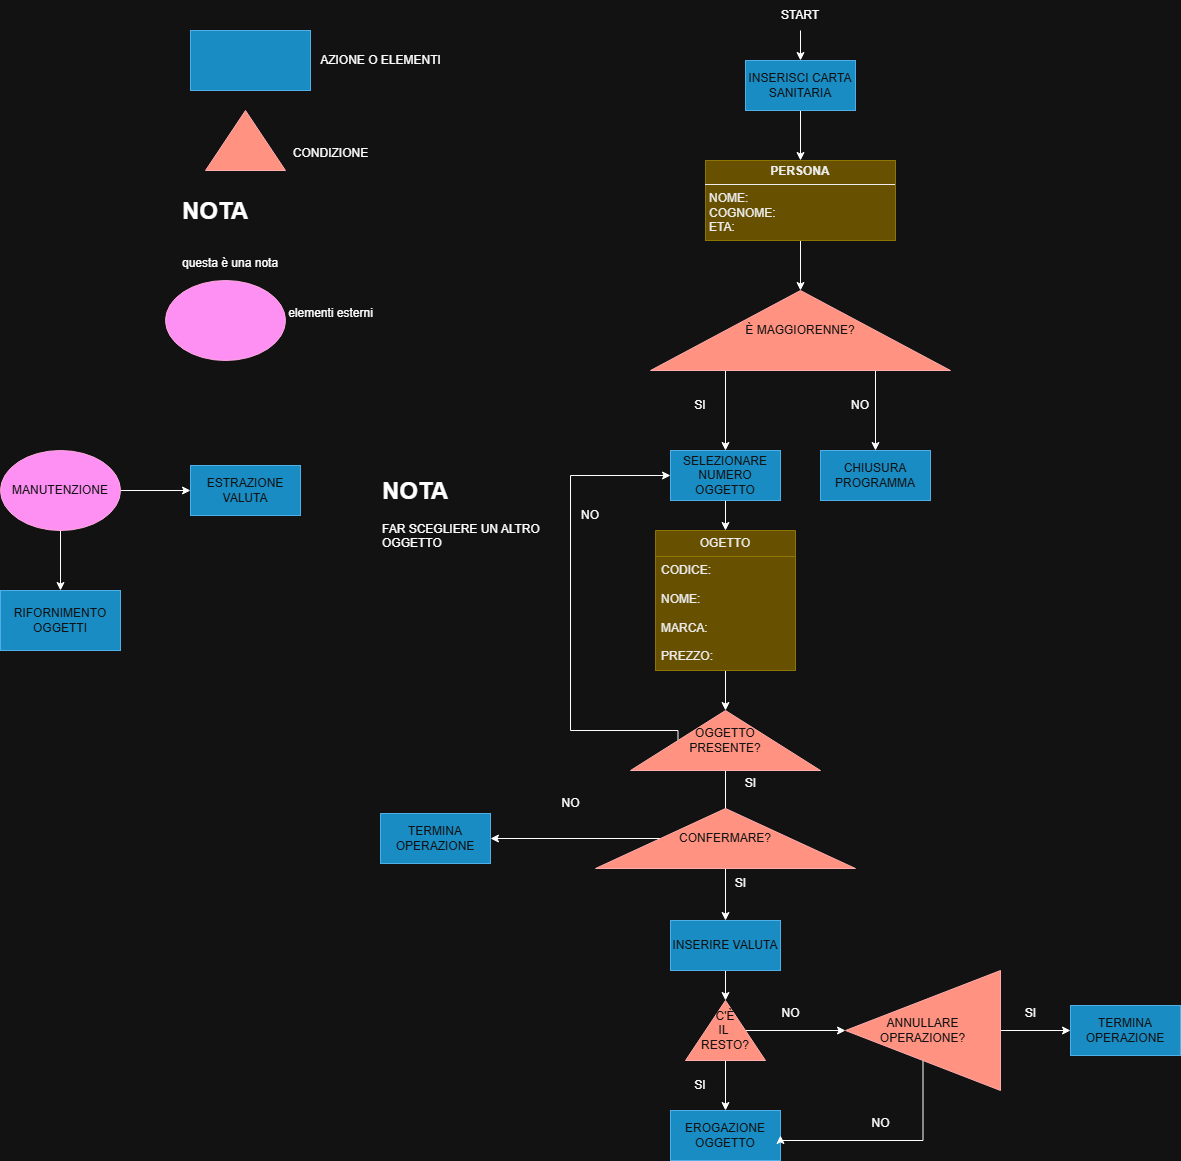 START
AZIONE O ELEMENTI
INSERISCI CARTA
SANITARIA
CONDIZIONE
PERSONA
NOME:
COGNOME:
ETA:
NOTA
questa è una nota
elementi esterni
È MAGGIORENNE?
SI
NO
MANUTENZIONE
ESTRAZIONE
VALUTA
NOTA
FAR SCEGLIERE UN ALTRO
OGGETTO
SELEZIONARE
NUMERO
OGGETTO
CHIUSURA
PROGRAMMA
NO
OGETTO
CODICE:
NOME:
MARCA:
PREZZO:
RIFORNIMENTO
OGGETTI
OGGETTO
PRESENTE?
SI
NO
TERMINA
OPERAZIONE
CONFERMARE?
SI
INSERIRE VALUTA
C'È
IL
RESTO?
NO
ANNULLARE
OPERAZIONE?
SI
TERMINA
OPERAZIONE
SI
NO
EROGAZIONE
OGGETTO